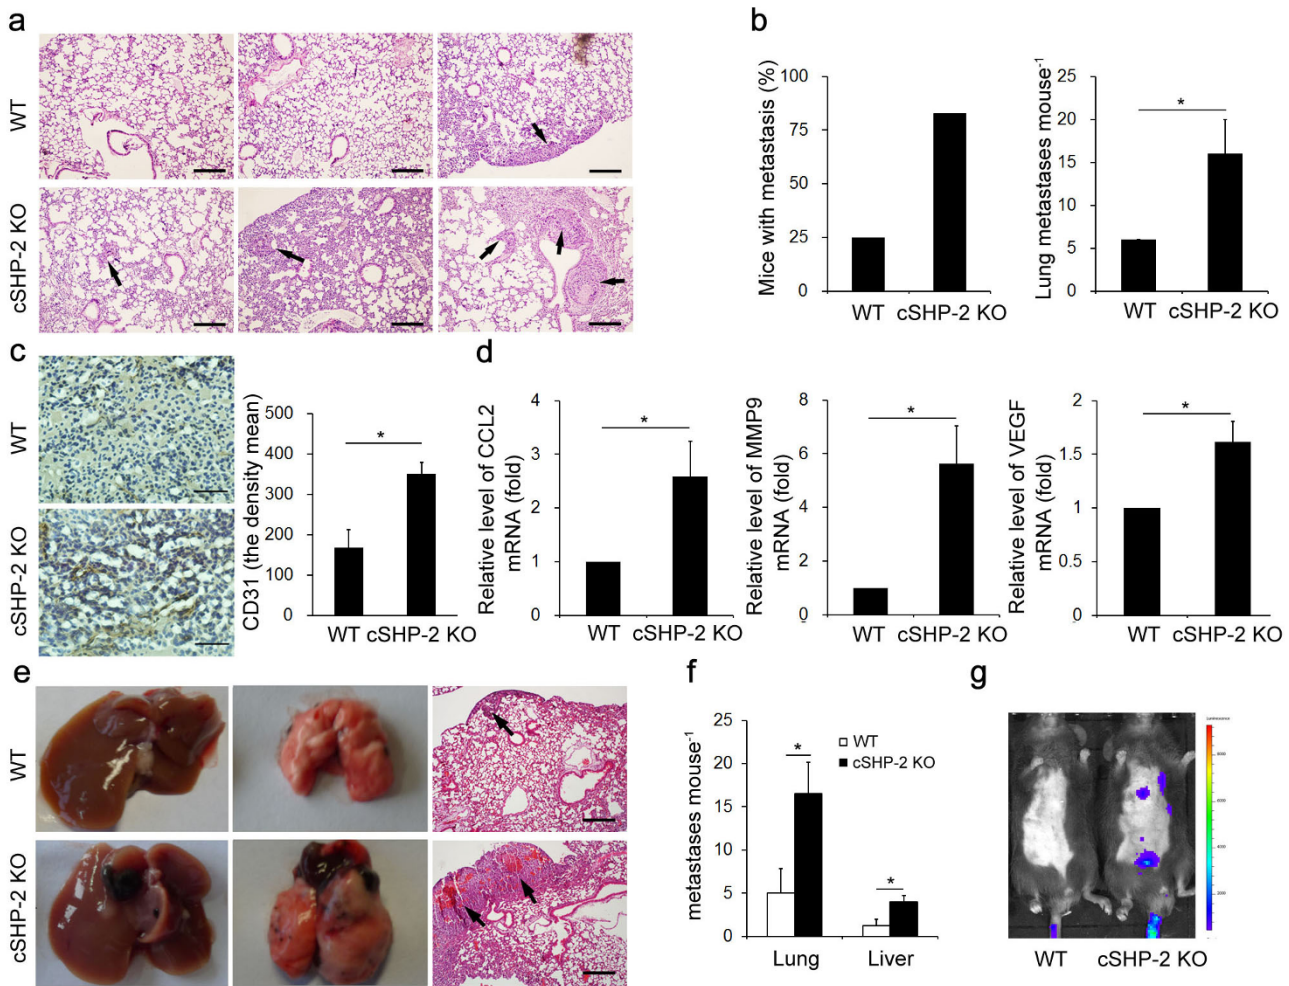 a
WT
cSHP-2 KO
b
Mice with metastasis (%)
100
75
50
25
0
WT cSHP-2 KO
Lung metastases mouse-1
25
20
15
10
5
0
WT cSHP-2 KO
c
WT
cSHP-2 KO
CD31 (the density mean)
500
400
300
200
100
0
WT cSHP-2 KO
d
Relative level of CCL2
mRNA (fold)
4
3
2
1
0
WT cSHP-2 KO
*
Relative level of MMP9
mRNA (fold)
8
6
4
2
0
WT cSHP-2 KO
*
Relative level of VEGF
mRNA (fold)
2
1.5
1
0.5
0
WT cSHP-2 KO
*
e
WT
cSHP-2 KO
f
metastases mouse-1
25
20
15
10
5
0
WT
cSHP-2 KO
* *
Lung Liver
g
WT cSHP-2 KO